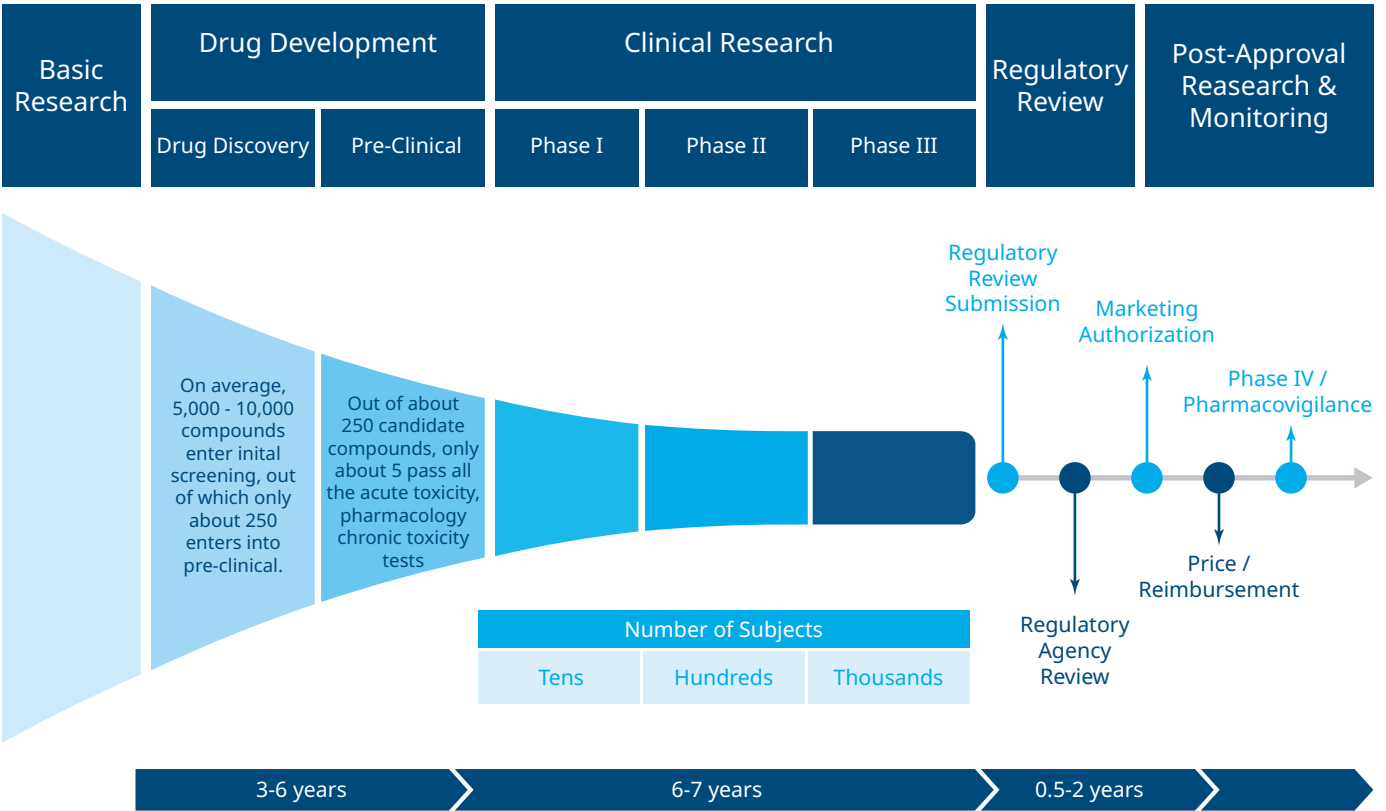 Basic
Research
Drug Development
Clinical Research
Regulatory
Review
Post-Approval
Reasearch &
Monitoring
Drug Discovery
Pre-Clinical
Phase I
Phase II
Phase III
On average,
5,000 - 10,000
compounds
enter inital
screening, out
of which only
about 250
enters into
pre-clinical.
Out of about
250 candidate
compounds, only
about 5 pass all
the acute toxicity,
pharmacology
chronic toxicity
tests
Regulatory
Review
Submission
Marketing
Authorization
Phase IV /
Pharmacovigilance
Price /
Reimbursement
Regulatory
Agency
Review
Number of Subjects
Tens
Hundreds
Thousands
3-6 years
6-7 years
0.5-2 years